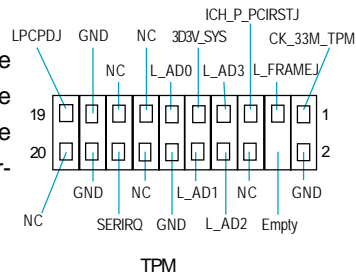 ICH_P_PCIRSTJ
LPCPDJ GND NC 3D3V_SYS CK_33M_TPM
NC L_AD0 L_AD3 L_FRAMEJ
e
e
e
r-
19 1
20 2
GND NC L_AD1 NC GND
NC SERIRQ GND L_AD2 Empty
TPM